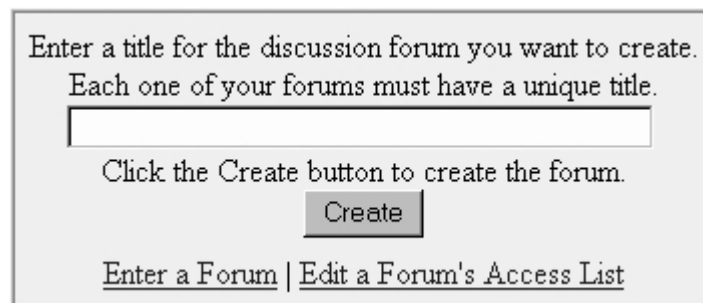 Enter a title for the discussion forum you want to create.
Each one of your forums must have a unique title.
Click the Create button to create the forum.
Create
Enter a Forum | Edit a Forum's Access List